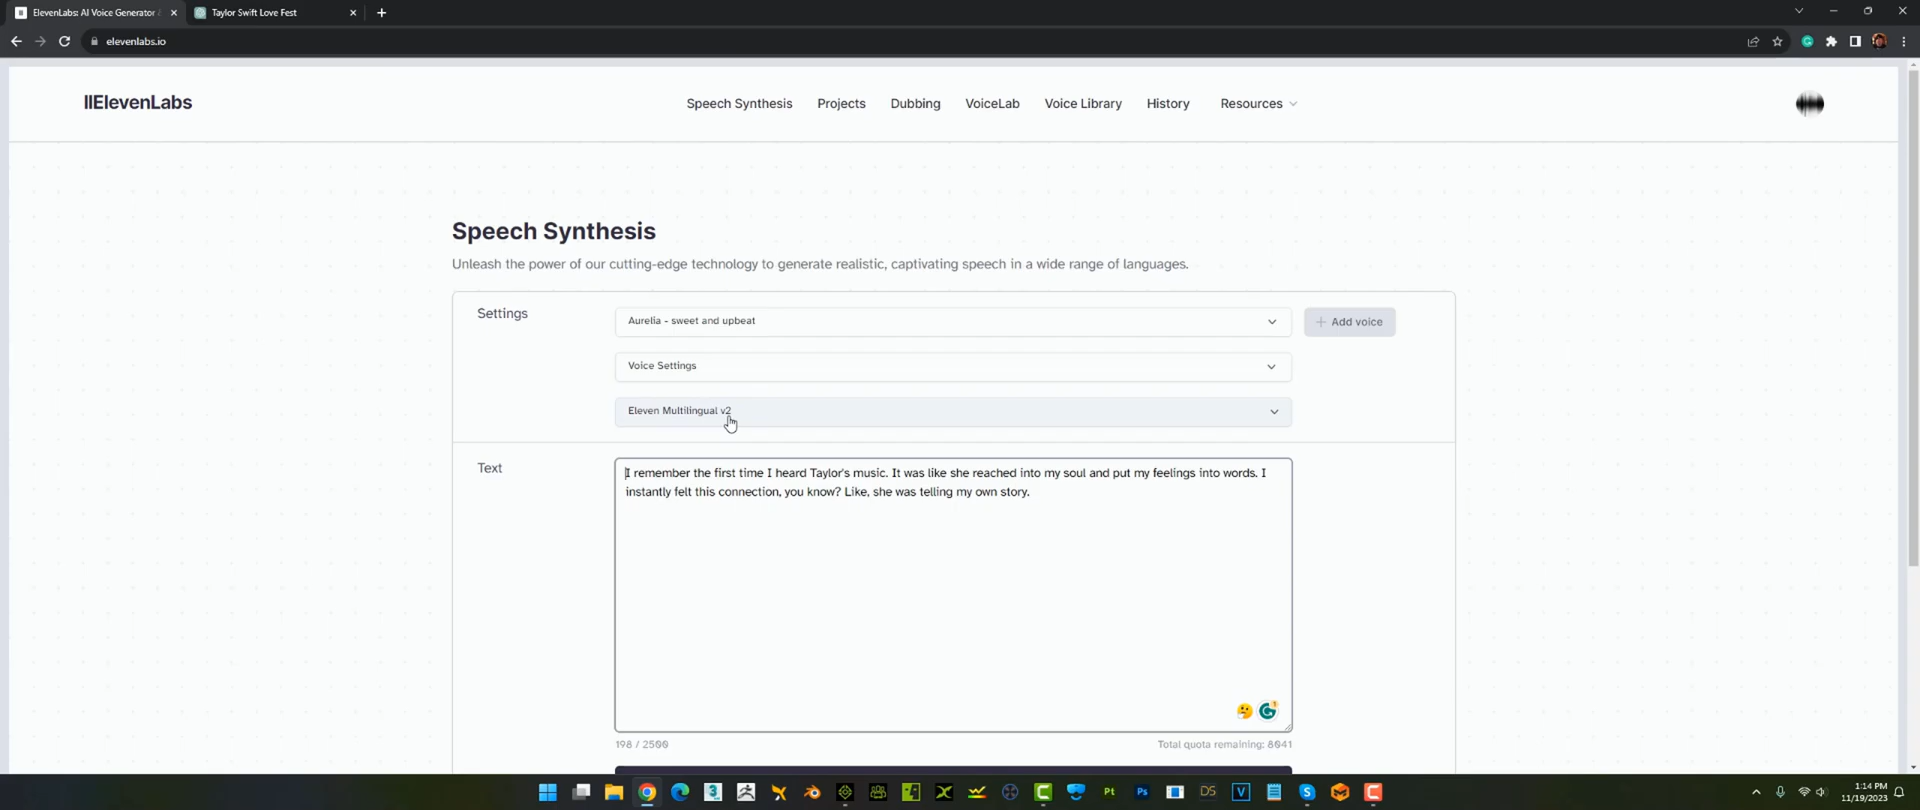 ElevenLabs: AI Voice Generator &
Taylor Swift Love Fest
elevenlabs.io
IIElevenLabs
Speech Synthesis
Projects
Dubbing
VoiceLab
Voice Library
History
Resources
Speech Synthesis
Unleash the power of our cutting-edge technology to generate realistic, captivating speech in a wide range of languages.
Settings
Aurelia - sweet and upbeat
+ Add voice
Voice Settings
Eleven Multilingual v2
Text
I remember the first time I heard Taylor's music. It was like she reached into my soul and put my feelings into words. I
instantly felt this connection, you know? Like, she was telling my own story.
198 / 2500
Total quota remaining: 8041
Pt
Ps
DS
V
S
1:14 PM
11/19/2023